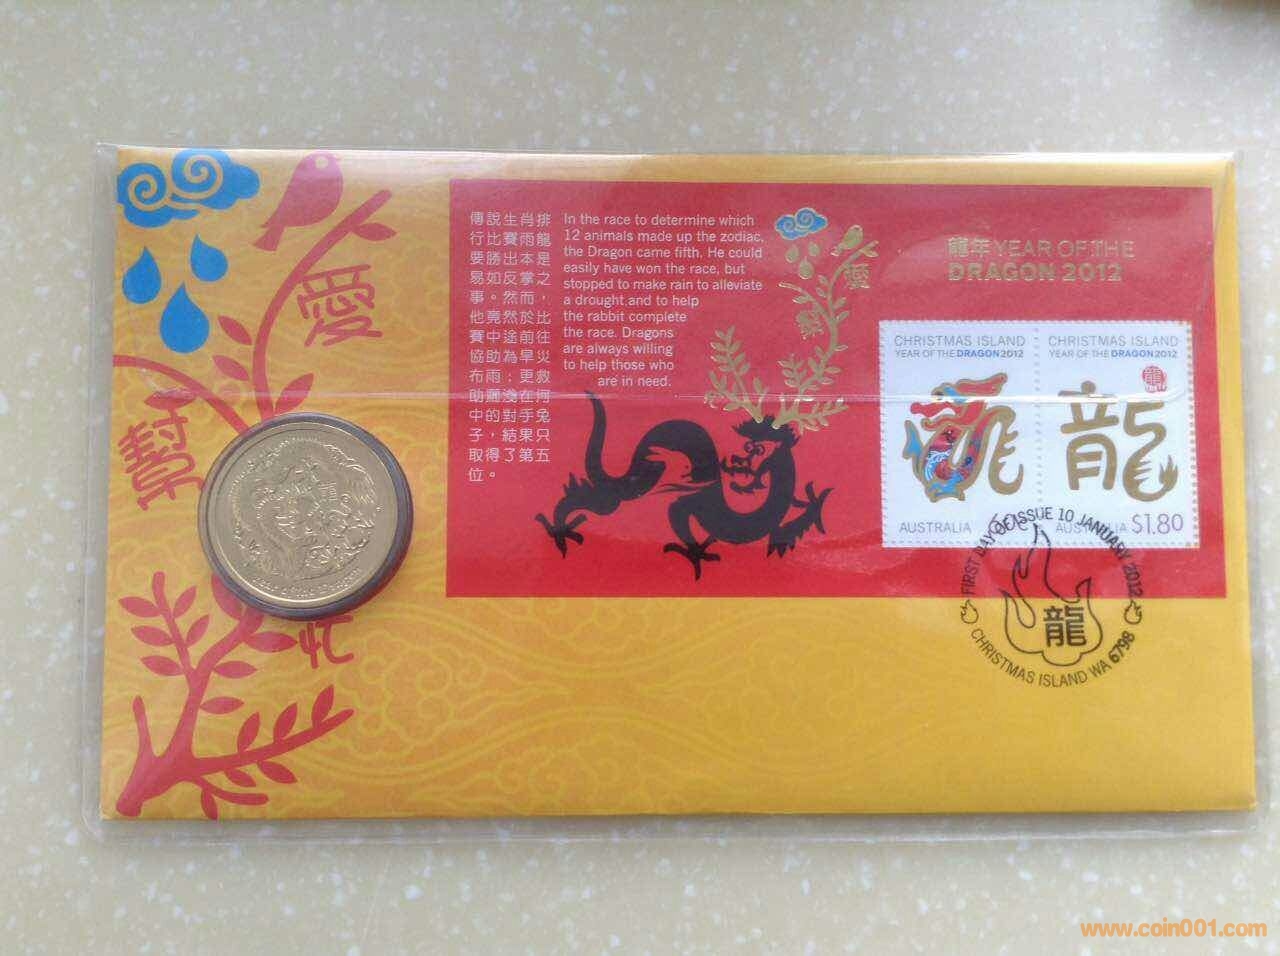 愛
幫
忙
傳說生肖排
行比賽雨龍
要勝出本是
易如反掌之
事。然而，
他竟然於比
賽中途前往
協助為旱災
布雨；更救
助淹沒在河
中的對手兔
子，結果只
取得了第五
位。
In the race to determine which
12 animals made up the zodiac,
the Dragon came fifth. He could
easily have won the race, but
stopped to make rain to alleviate
a drought and to help
the rabbit complete
the race. Dragons
are always willing
to help those who
are in need.
愛
龍年 YEAR OF THE
DRAGON 2012
CHRISTMAS ISLAND
YEAR OF THE DRAGON 2012
AUSTRALIA
CHRISTMAS ISLAND
YEAR OF THE DRAGON 2012
龍
龍
AUSTRALIA $1.80
FIRST DAY OF ISSUE 10 JANUARY 2012
龍
CHRISTMAS ISLAND WA 6798
Year of the Dragon
www.coin001.com